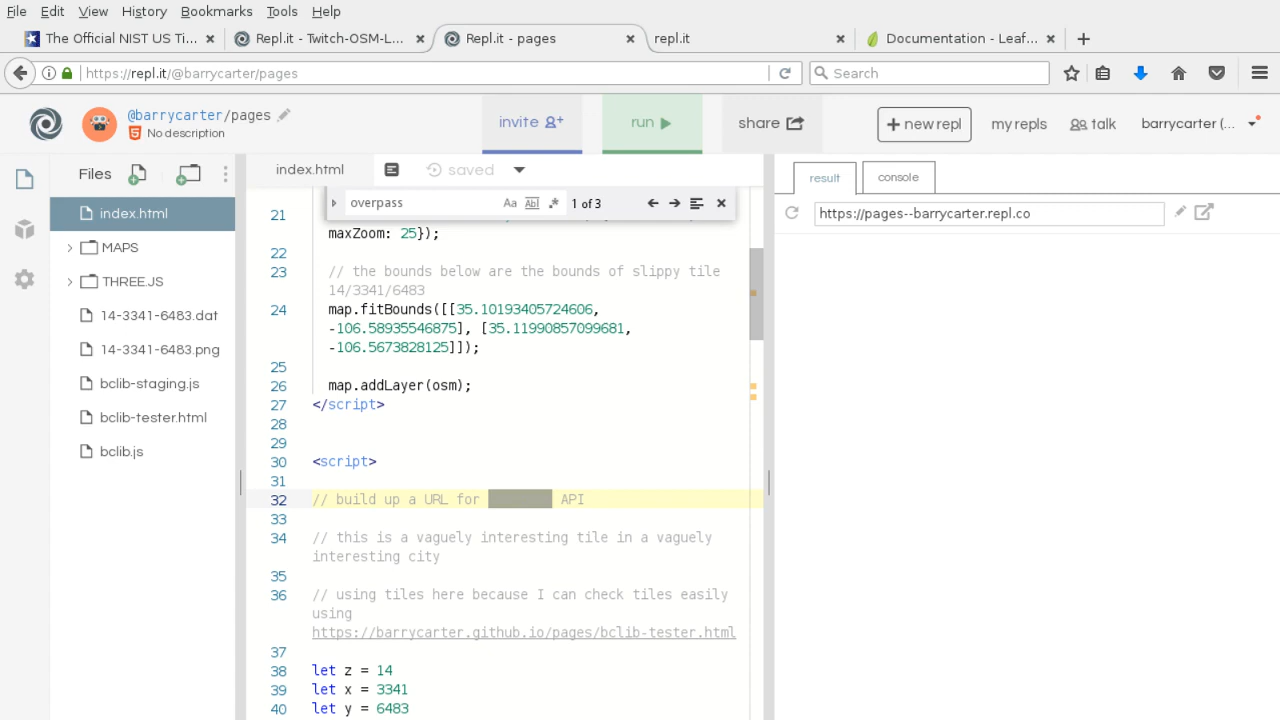 File Edit View History Bookmarks Tools Help
The Official NIST US Ti... Repl.it - Twitch-OSM-L... Repl.it - pages repl.it Documentation - Leaf...
https://repl.it/@barrycarter/pages Search
@barrycarter/pages
No description
invite run share + new repl my repls talk barrycarter (...
Files
index.html
MAPS
THREE.JS
14-3341-6483.dat
14-3341-6483.png
bclib-staging.js
bclib-tester.html
bclib.js
index.html saved
overpass Aa Abl .* 1 of 3
21
maxZoom: 25});
22
23 // the bounds below are the bounds of slippy tile
14/3341/6483
24 map.fitBounds([[35.10193405724606,
-106.58935546875], [35.11990857099681,
-106.5673828125]]);
25
26 map.addLayer(osm);
27 </script>
28
29
30 <script>
31
32 // build up a URL for API
33
34 // this is a vaguely interesting tile in a vaguely
interesting city
35
36 // using tiles here because I can check tiles easily
using
https://barrycarter.github.io/pages/bclib-tester.html
37
38 let z = 14
39 let x = 3341
40 let y = 6483
result console
https://pages--barrycarter.repl.co